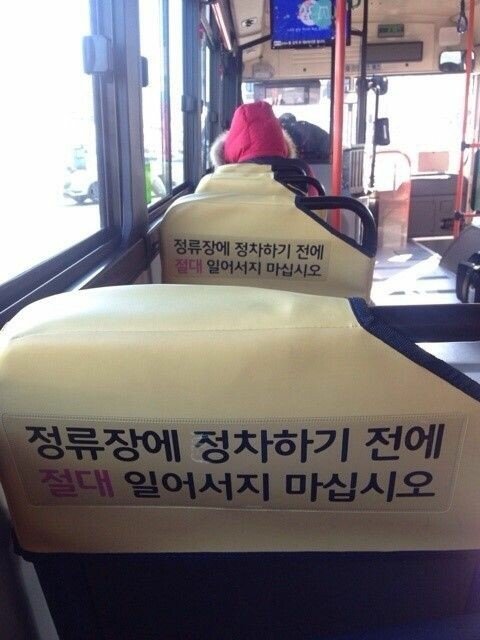 정류장에 정차하기 전에
절대 일어서지 마십시오
정류장에 정차하기 전에
절대 일어서지 마십시오